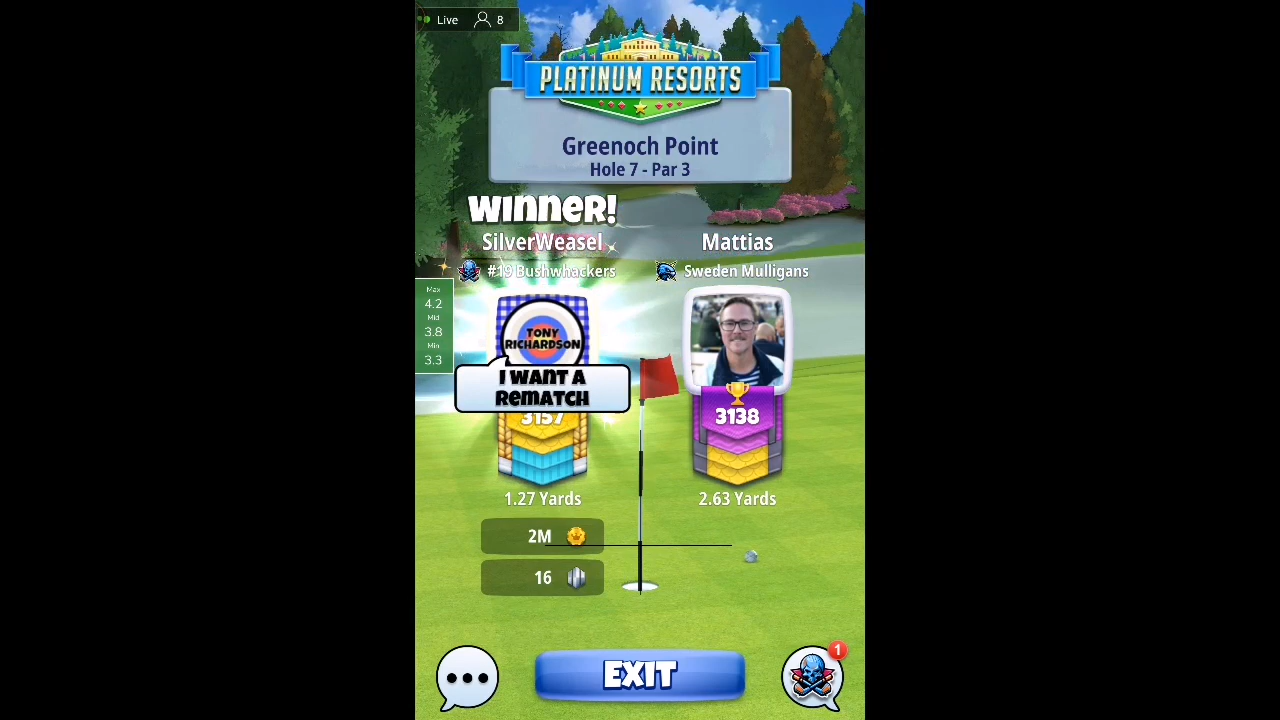 Live 8
PLATINUM RESORTS
Greenoch Point
Hole 7 - Par 3
WINNER!
SilverWeasel
Mattias
#19 Bushwhackers
Sweden Mulligans
Max
4.2
Mid
3.8
Min
3.3
TONY
RICHARDSON
I WANT A
REMATCH
3157
3138
1.27 Yards
2.63 Yards
2M
16
EXIT
1